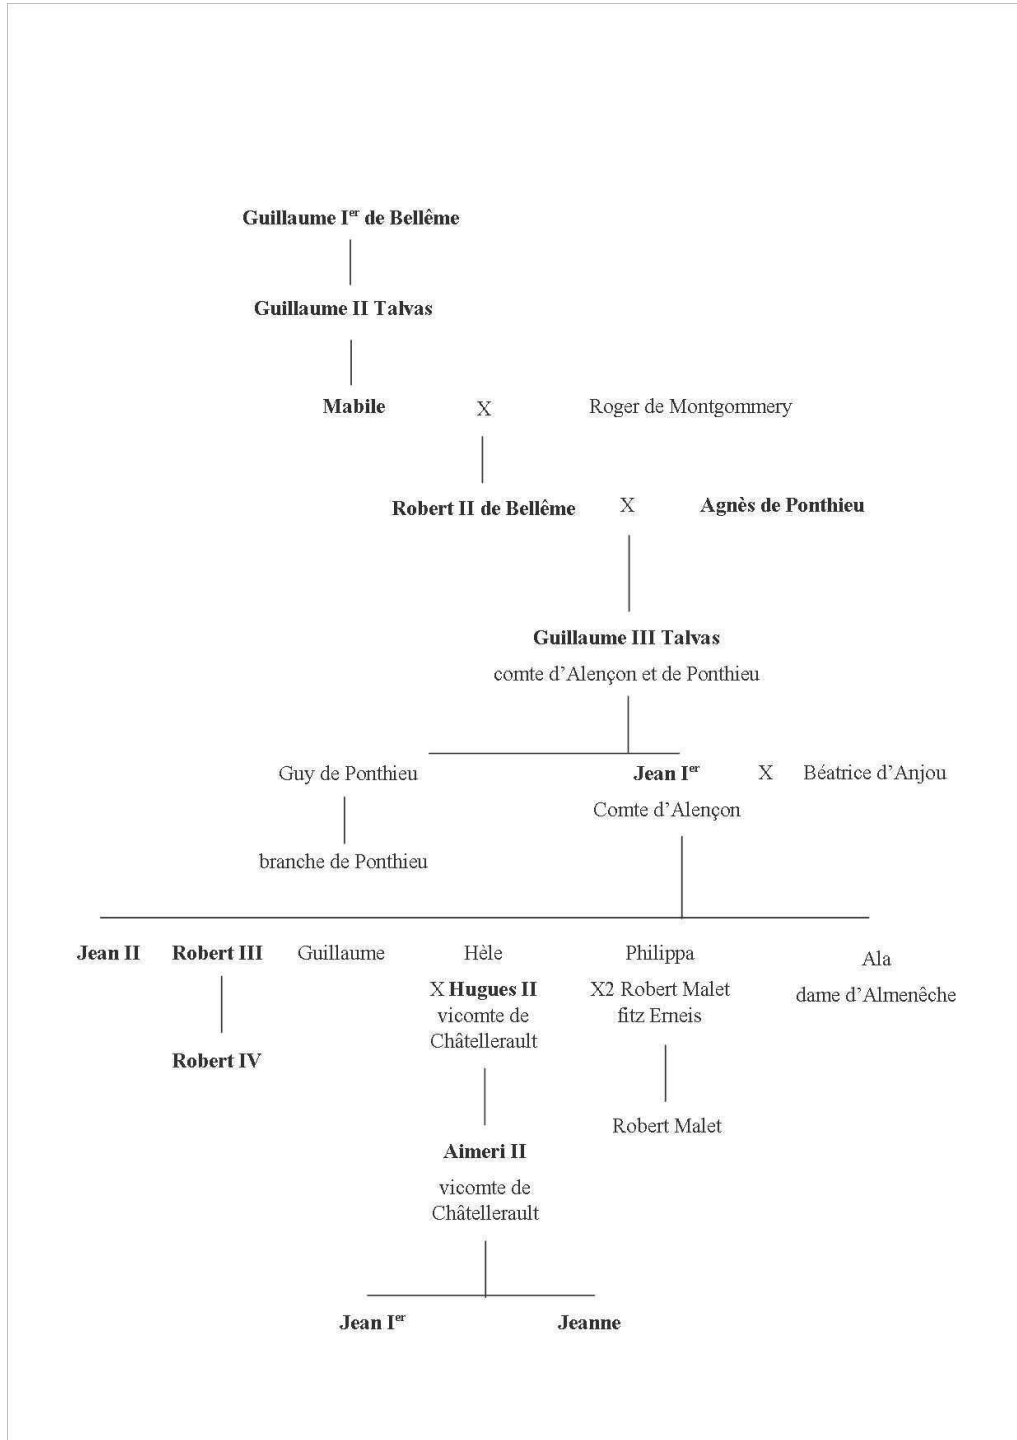 Guillaume Ier de Bellême
Guillaume II Talvas
Mabile X Roger de Montgommery
Robert II de Bellême X Agnès de Ponthieu
Guillaume III Talvas
comte d’Alençon et de Ponthieu
Guy de Ponthieu Jean Ier X Béatrice d’Anjou
Comte d’Alençon
branche de Ponthieu
Jean II Robert III Guillaume Hèle Philippa Ala
X Hugues II X2 Robert Malet dame d’Almenêche
vicomte de fitz Erneis
Châtellerault
Robert IV
Robert Malet
Aimeri II
vicomte de
Châtellerault
Jean Ier Jeanne